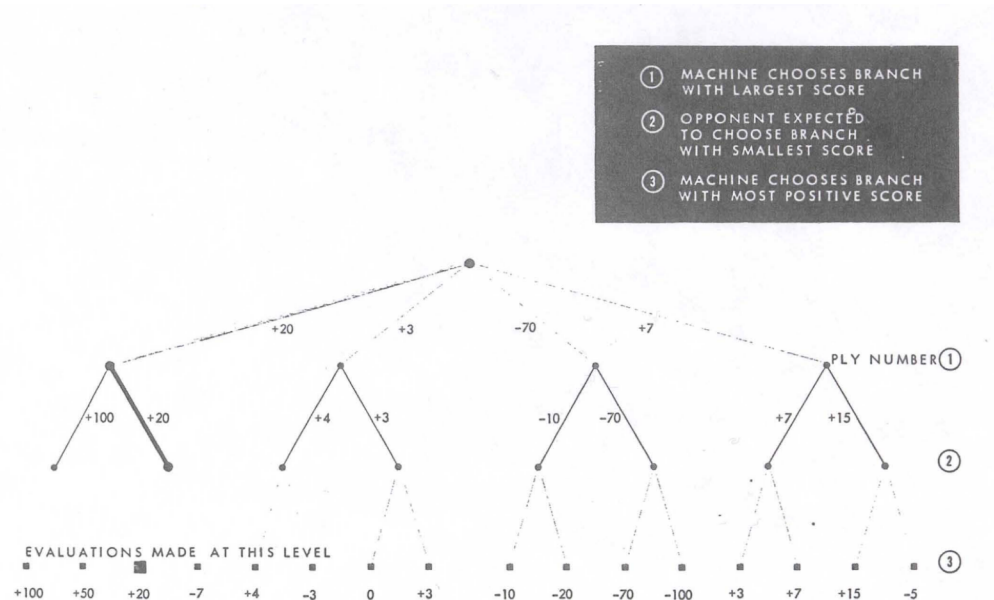 ① MACHINE CHOOSES BRANCH
WITH LARGEST SCORE
② OPPONENT EXPECTED
TO CHOOSE BRANCH
WITH SMALLEST SCORE
③ MACHINE CHOOSES BRANCH
WITH MOST POSITIVE SCORE
+20 +3 -70 +7
PLY NUMBER ①
+100 +20 +4 +3 -10 -70 +7 +15
②
EVALUATIONS MADE AT THIS LEVEL
③
+100 +50 +20 -7 +4 -3 0 +3 -10 -20 -70 -100 +3 +7 +15 -5